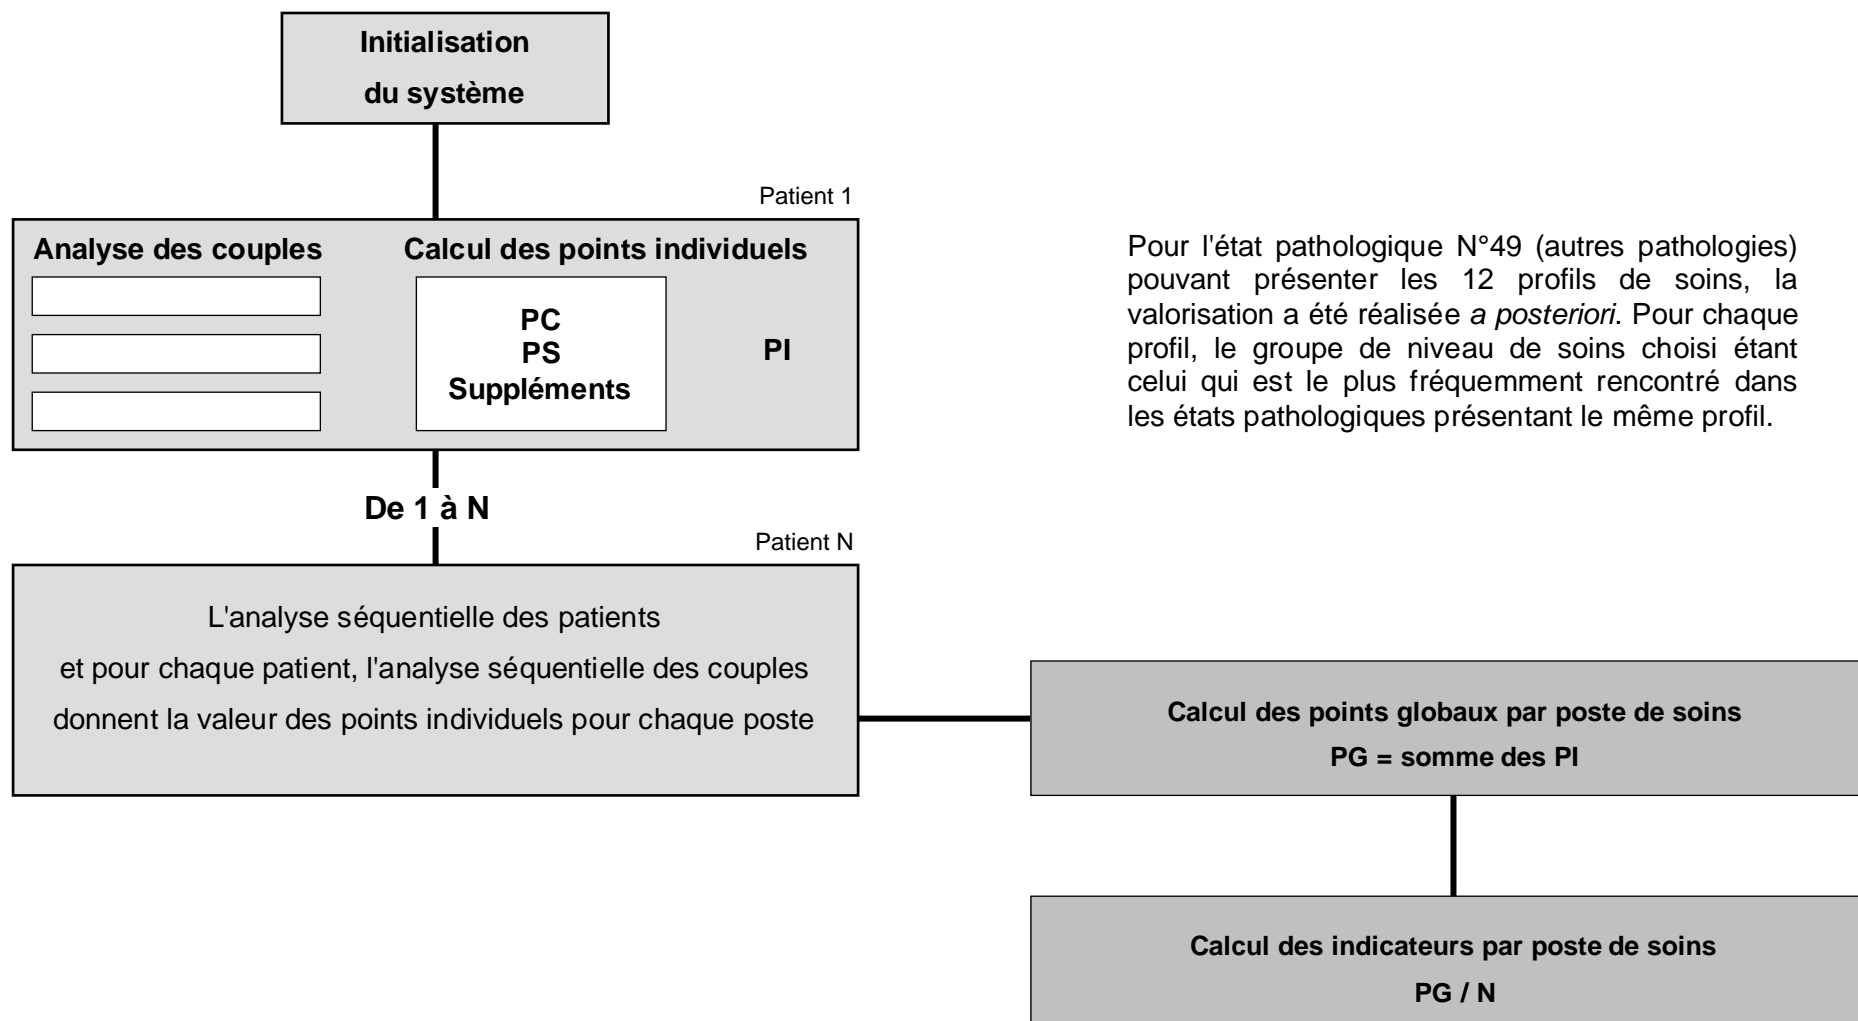 Initialisation
du système
Patient 1
Analyse des couples
Calcul des points individuels
PC
PS
Suppléments
PI
Pour l'état pathologique N°49 (autres pathologies)
pouvant présenter les 12 profils de soins, la
valorisation a été réalisée a posteriori. Pour chaque
profil, le groupe de niveau de soins choisi étant
celui qui est le plus fréquemment rencontré dans
les états pathologiques présentant le même profil.
De 1 à N
Patient N
L'analyse séquentielle des patients
et pour chaque patient, l'analyse séquentielle des couples
donnent la valeur des points individuels pour chaque poste
Calcul des points globaux par poste de soins
PG = somme des PI
Calcul des indicateurs par poste de soins
PG / N